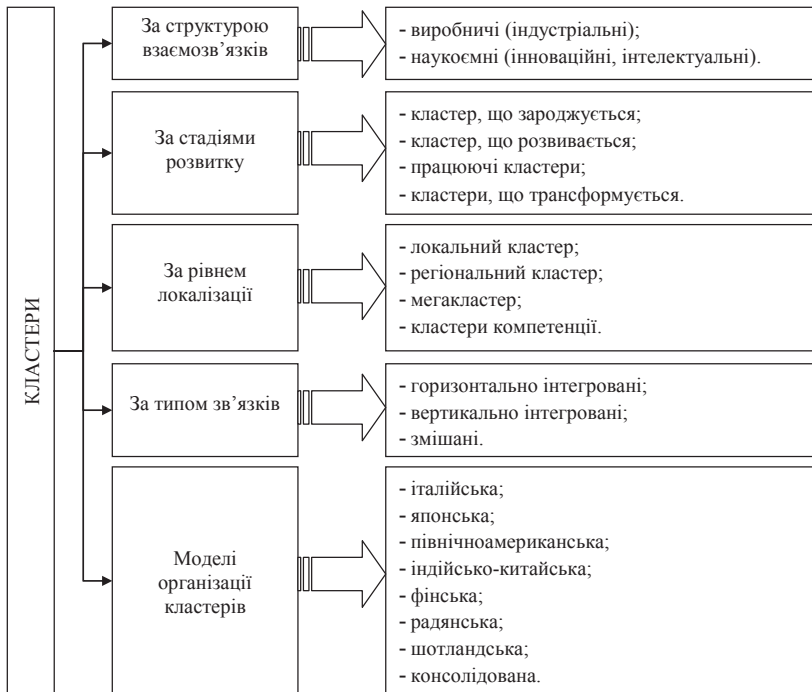 КЛАСТЕРИ
За структурою
взаємозв’язків
- виробничі (індустріальні);
- наукоємні (інноваційні, інтелектуальні).
За стадіями
розвитку
- кластер, що зароджується;
- кластер, що розвивається;
- працюючі кластери;
- кластери, що трансформується.
За рівнем
локалізації
- локальний кластер;
- регіональний кластер;
- мегакластер;
- кластери компетенції.
За типом зв’язків
- горизонтально інтегровані;
- вертикально інтегровані;
- змішані.
Моделі
організації
кластерів
- італійська;
- японська;
- північноамериканська;
- індійсько-китайська;
- фінська;
- радянська;
- шотландська;
- консолідована.